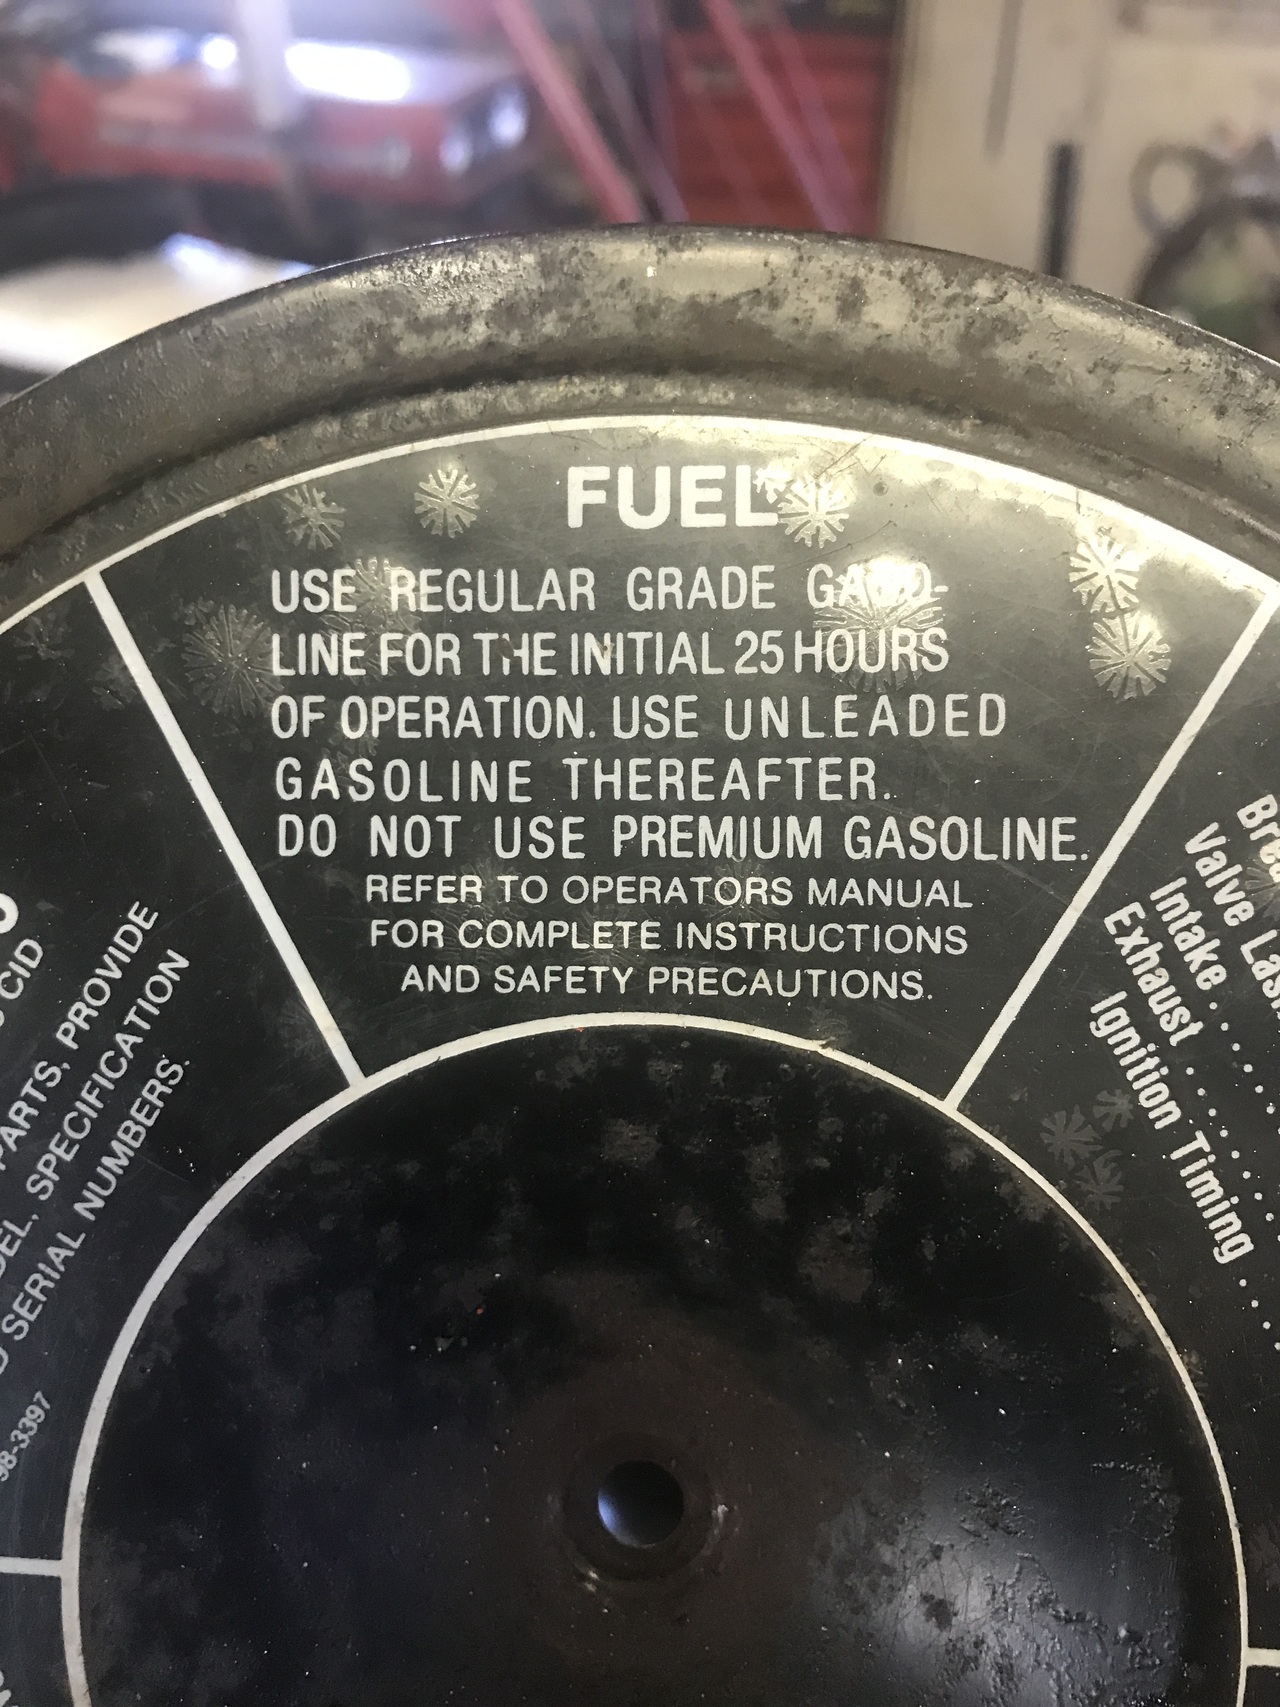 FUEL
USE REGULAR GRADE GASO-
LINE FOR THE INITIAL 25 HOURS
OF OPERATION. USE UNLEADED
GASOLINE THEREAFTER.
DO NOT USE PREMIUM GASOLINE.
REFER TO OPERATORS MANUAL
FOR COMPLETE INSTRUCTIONS
AND SAFETY PRECAUTIONS.
CID
PARTS, PROVIDE
SPECIFICATION
SERIAL NUMBERS.
98-3397
Valve
Intake . . . .
Exhaust . . . . .
Ignition Timing . . .